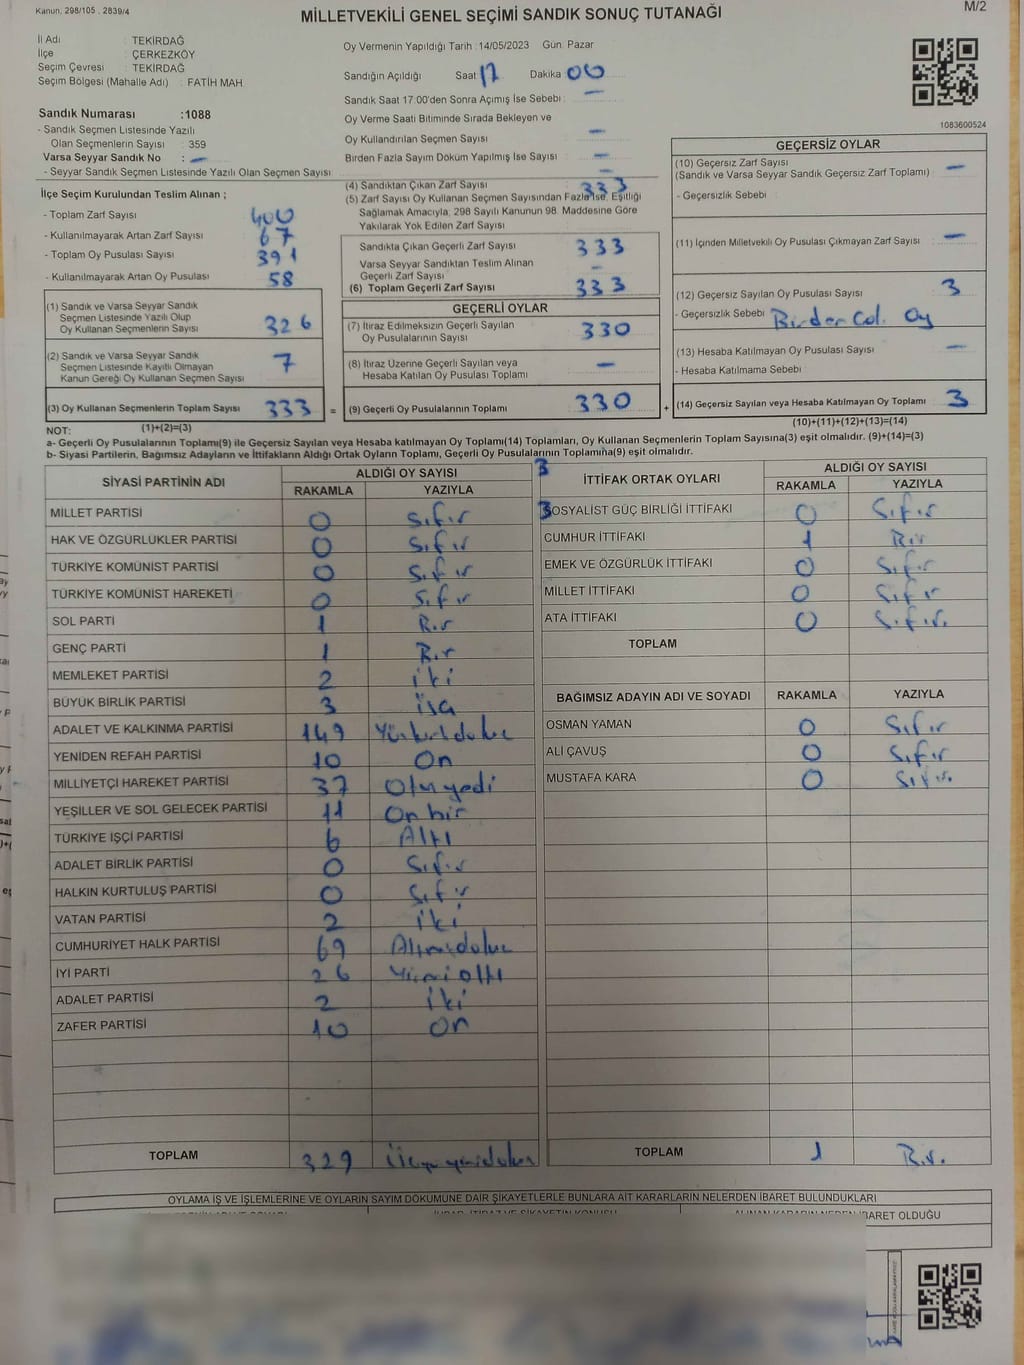 Kanun, 298/105 , 2839/4
MİLLETVEKİLİ GENEL SEÇİMİ SANDIK SONUÇ TUTANAĞI
M/2
İl Adı : TEKİRDAĞ
İlçe : ÇERKEZKÖY
Seçim Çevresi : TEKİRDAĞ
Seçim Bölgesi (Mahalle Adı) : FATİH MAH
Sandık Numarası :1088
- Sandık Seçmen Listesinde Yazılı
Olan Seçmenlerin Sayısı : 359
Varsa Seyyar Sandık No : -
- Seyyar Sandık Seçmen Listesinde Yazılı Olan Seçmen Sayısı :
Oy Vermenin Yapıldığı Tarih :14/05/2023 Gün: Pazar
Sandığın Açıldığı Saat 17 Dakika 00
Sandık Saat 17:00'den Sonra Açımış İse Sebebi : -
Oy Verme Saati Bitiminde Sırada Bekleyen ve
Oy Kullandırılan Seçmen Sayısı : -
Birden Fazla Sayım Döküm Yapılmış İse Sayısı : -
1083600524
İlçe Seçim Kurulundan Teslim Alınan ;
- Toplam Zarf Sayısı : 400
- Kullanılmayarak Artan Zarf Sayısı : 67
- Toplam Oy Pusulası Sayısı : 391
- Kullanılmayarak Artan Oy Pusulası : 58
(1) Sandık ve Varsa Seyyar Sandık
Seçmen Listesinde Yazılı Olup
Oy Kullanan Seçmenlerin Sayısı 326
(2) Sandık ve Varsa Seyyar Sandık
Seçmen Listesinde Kayıtlı Olmayan
Kanun Gereği Oy Kullanan Seçmen Sayısı 7
(3) Oy Kullanan Seçmenlerin Toplam Sayısı 333 =
(4) Sandıktan Çıkan Zarf Sayısı : 333
(5) Zarf Sayısı Oy Kullanan Seçmen Sayısından Fazla İse, Eşitliği
Sağlamak Amacıyla, 298 Sayılı Kanunun 98. Maddesine Göre
Yakılarak Yok Edilen Zarf Sayısı :
Sandıkta Çıkan Geçerli Zarf Sayısı 333
Varsa Seyyar Sandıktan Teslim Alınan
Geçerli Zarf Sayısı -
(6) Toplam Geçerli Zarf Sayısı 333
GEÇERLİ OYLAR
(7) İtiraz Edilmeksizin Geçerli Sayılan
Oy Pusulalarının Sayısı 330
(8) İtiraz Üzerine Geçerli Sayılan veya
Hesaba Katılan Oy Pusulası Toplamı -
(9) Geçerli Oy Pusulalarının Toplamı 330 +
GEÇERSİZ OYLAR
(10) Geçersiz Zarf Sayısı
(Sandık ve Varsa Seyyar Sandık Geçersiz Zarf Toplamı) : -
- Geçersizlik Sebebi :
(11) İçinden Milletvekili Oy Pusulası Çıkmayan Zarf Sayısı : -
(12) Geçersiz Sayılan Oy Pusulası Sayısı : 3
- Geçersizlik Sebebi : Oy
(13) Hesaba Katılmayan Oy Pusulası Sayısı : -
- Hesaba Katılmama Sebebi :
(14) Geçersiz Sayılan veya Hesaba Katılmayan Oy Toplamı 3
NOT: (1)+(2)=(3) (10)+(11)+(12)+(13)=(14)
a- Geçerli Oy Pusulalarının Toplamı(9) ile Geçersiz Sayılan veya Hesaba katılmayan Oy Toplamı(14) Toplamları, Oy Kullanan Seçmenlerin Toplam Sayısına(3) eşit olmalıdır. (9)+(14)=(3)
b- Siyasi Partilerin, Bağımsız Adayların ve İttifakların Aldığı Ortak Oyların Toplamı, Geçerli Oy Pusulalarının Toplamına(9) eşit olmalıdır.
SİYASİ PARTİNİN ADI ALDIĞI OY SAYISI
RAKAMLA YAZIYLA
MİLLET PARTİSİ 0 Sıfır
HAK VE ÖZGÜRLÜKLER PARTİSİ 0 Sıfır
TÜRKİYE KOMÜNİST PARTİSİ 0 Sıfır
TÜRKİYE KOMÜNİST HAREKETİ 0 Sıfır
SOL PARTİ 1 Bir
GENÇ PARTİ 1 Bir
MEMLEKET PARTİSİ 2 iki
BÜYÜK BİRLİK PARTİSİ 3
ADALET VE KALKINMA PARTİSİ 149
YENİDEN REFAH PARTİSİ 10 On
MİLLİYETÇİ HAREKET PARTİSİ 37 Otuzyedi
YEŞİLLER VE SOL GELECEK PARTİSİ 11 On bir
TÜRKİYE İŞÇİ PARTİSİ 6 Altı
ADALET BİRLİK PARTİSİ 0 Sıfır
HALKIN KURTULUŞ PARTİSİ 0 Sıfır
VATAN PARTİSİ 2 iki
CUMHURİYET HALK PARTİSİ 69
İYİ PARTİ 26 Yirmialtı
ADALET PARTİSİ 2 iki
ZAFER PARTİSİ 10 On
TOPLAM 329
3
İTTİFAK ORTAK OYLARI ALDIĞI OY SAYISI
RAKAMLA YAZIYLA
SOSYALİST GÜÇ BİRLİĞİ İTTİFAKI 0 Sıfır
CUMHUR İTTİFAKI 1 Bir
EMEK VE ÖZGÜRLÜK İTTİFAKI 0 Sıfır
MİLLET İTTİFAKI 0 Sıfır
ATA İTTİFAKI 0 Sıfır.
TOPLAM
BAĞIMSIZ ADAYIN ADI VE SOYADI RAKAMLA YAZIYLA
OSMAN YAMAN 0 Sıfır
ALİ ÇAVUŞ 0 Sıfır
MUSTAFA KARA 0 Sıfır.
TOPLAM 1 Bir.
OYLAMA İŞ VE İŞLEMLERİNE VE OYLARIN SAYIM DÖKÜMÜNE DAİR ŞİKAYETLERLE BUNLARA AİT KARARLARIN NELERDEN İBARET BULUNDUKLARI
İBARET OLDUĞU